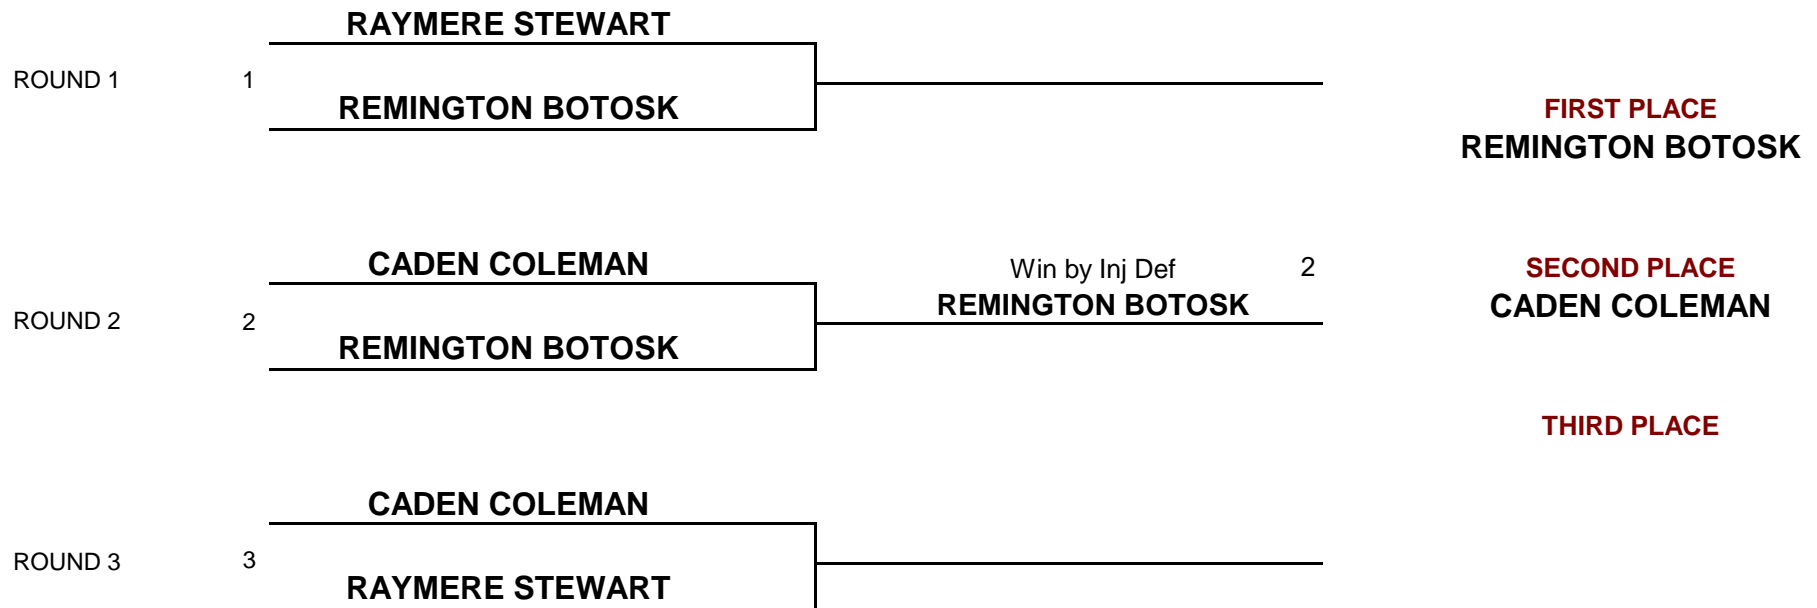 RAYMERE STEWART
ROUND 1 1
REMINGTON BOTOSK
FIRST PLACE
REMINGTON BOTOSK
CADEN COLEMAN
Win by Inj Def 2
SECOND PLACE
REMINGTON BOTOSK
CADEN COLEMAN
ROUND 2 2
REMINGTON BOTOSK
THIRD PLACE
CADEN COLEMAN
ROUND 3 3
RAYMERE STEWART